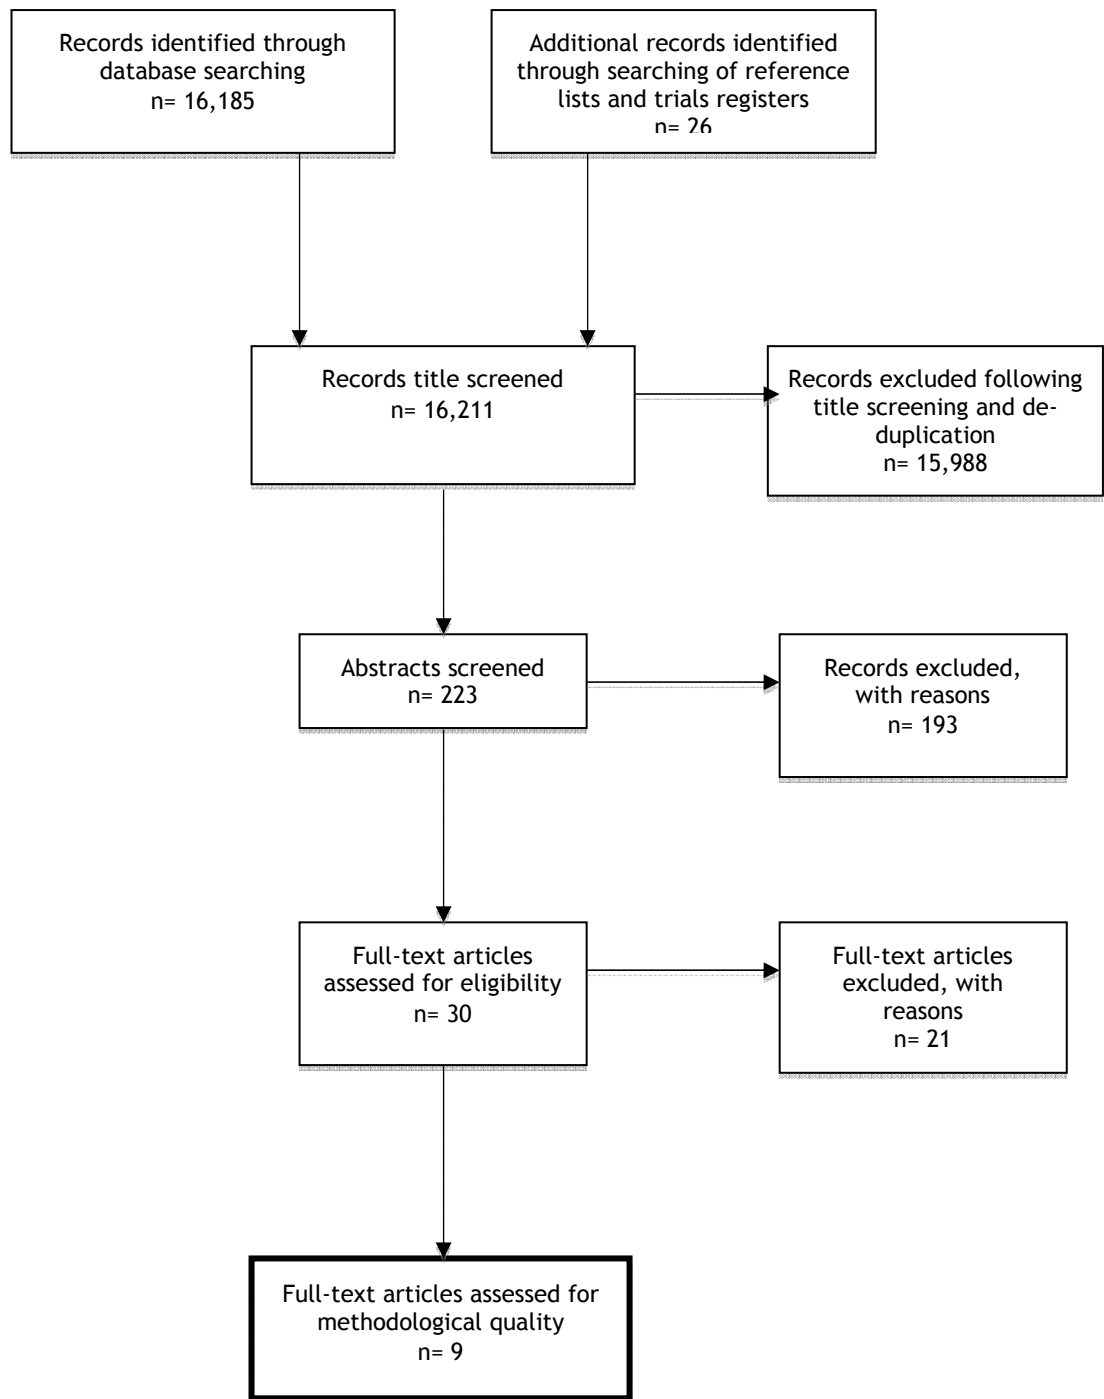 Records identified through
database searching
n= 16,185
Additional records identified
through searching of reference
lists and trials registers
n= 26
Records title screened
n= 16,211
Records excluded following
title screening and de-
duplication
n= 15,988
Abstracts screened
n= 223
Records excluded,
with reasons
n= 193
Full-text articles
assessed for eligibility
n= 30
Full-text articles
excluded, with
reasons
n= 21
Full-text articles assessed for
methodological quality
n= 9